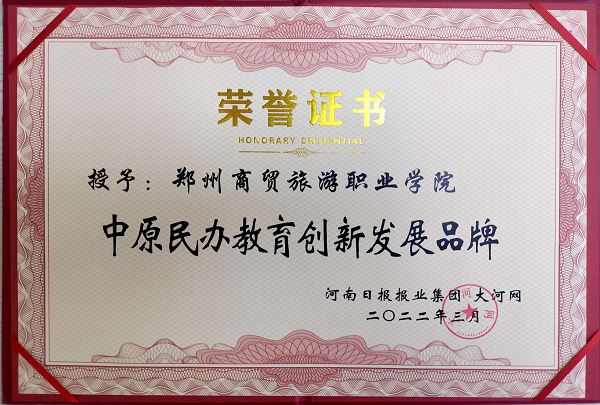 荣誉证书
HONORARY CREDENTIAL
授予：郑州商贸旅游职业学院
中原民办教育创新发展品牌
河南日报报业集团 大河网
二〇二二年三月